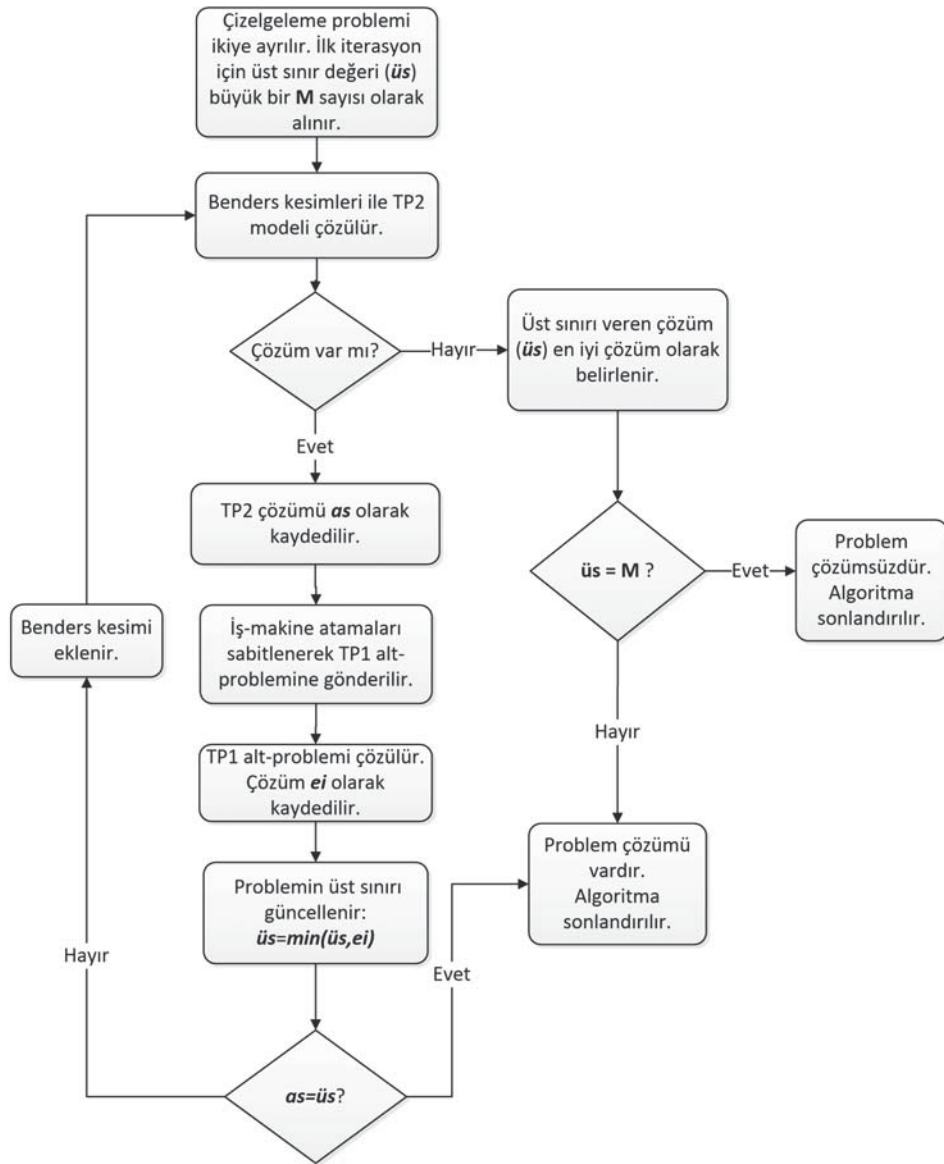 Çizelgeleme problemi
ikiye ayrılır. İlk iterasyon
için üst sınır değeri (üs)
büyük bir M sayısı olarak
alınır.
Benders kesimleri ile TP2
modeli çözülür.
Çözüm var mı?
Hayır
Üst sınırı veren çözüm
(üs) en iyi çözüm olarak
belirlenir.
Evet
TP2 çözümü as olarak
kaydedilir.
üs = M ?
Evet
Problem
çözümsüzdür.
Algoritma
sonlandırılır.
Benders kesimi
eklenir.
İş-makine atamaları
sabitlenerek TP1 alt-
problemine gönderilir.
Hayır
TP1 alt-problemi çözülür.
Çözüm ei olarak
kaydedilir.
Problem çözümü
vardır.
Algoritma
sonlandırılır.
Problemin üst sınırı
güncellenir:
üs=min(üs,ei)
Hayır
Evet
as=üs?